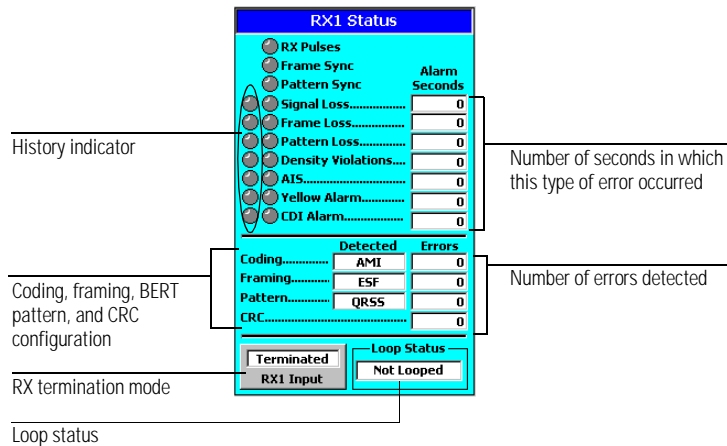 RX1 Status
RX Pulses
Frame Sync
Pattern Sync
Alarm
Seconds
Signal Loss................ 0
Frame Loss............... 0
Pattern Loss............. 0
Density Violations.... 0
AIS........................... 0
Yellow Alarm............. 0
CDI Alarm................. 0
History indicator
Number of seconds in which
this type of error occurred
Detected Errors
Coding............. AMI 0
Framing........... ESF 0
Pattern............ QRSS 0
CRC.................................................. 0
Coding, framing, BERT
pattern, and CRC
configuration
Number of errors detected
Terminated
RX1 Input
Loop Status
Not Looped
RX termination mode
Loop status